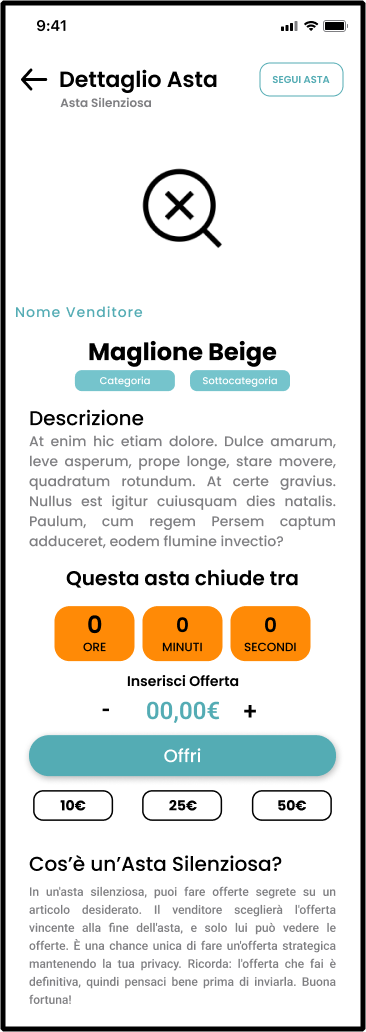 9:41
Dettaglio Asta
SEGUI ASTA
Asta Silenziosa
Nome Venditore
Maglione Beige
Categoria
Sottocategoria
Descrizione
At enim hic etiam dolore. Dulce amarum,
leve asperum, prope longe, stare movere,
quadratum rotundum. At certe gravius.
Nullus est igitur cuiusquam dies natalis.
Paulum, cum regem Persem captum
adduceret, eodem flumine invectio?
Questa asta chiude tra
0
0
0
ORE
MINUTI
SECONDI
Inserisci Offerta
- 00,00€ +
Offri
10€
25€
50€
Cos’è un’Asta Silenziosa?
In un'asta silenziosa, puoi fare offerte segrete su un
articolo desiderato. Il venditore sceglierà l'offerta
vincente alla fine dell'asta, e solo lui può vedere le
offerte. È una chance unica di fare un'offerta strategica
mantenendo la tua privacy. Ricorda: l'offerta che fai è
definitiva, quindi pensaci bene prima di inviarla. Buona
fortuna!